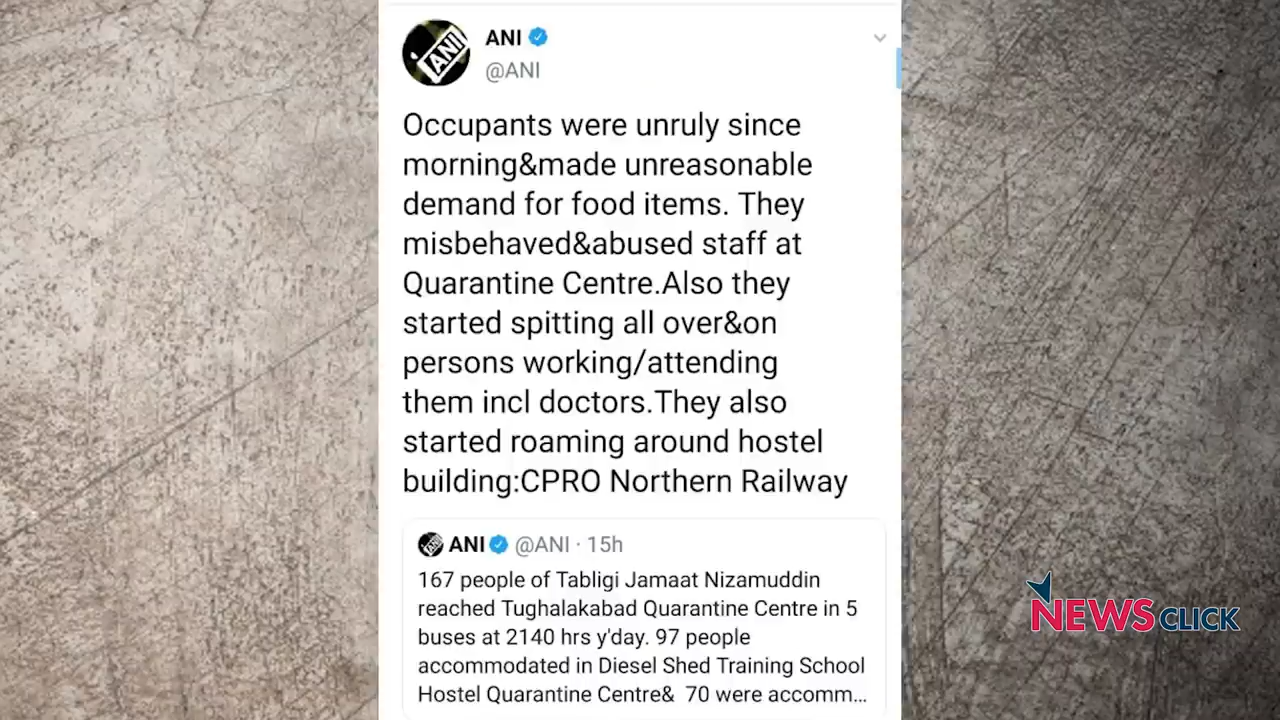 ANI
@ANI
Occupants were unruly since
morning&made unreasonable
demand for food items. They
misbehaved&abused staff at
Quarantine Centre.Also they
started spitting all over&on
persons working/attending
them incl doctors.They also
started roaming around hostel
building:CPRO Northern Railway
ANI
ANI @ANI · 15h
167 people of Tabligi Jamaat Nizamuddin
reached Tughalakabad Quarantine Centre in 5
buses at 2140 hrs y'day. 97 people
accommodated in Diesel Shed Training School
Hostel Quarantine Centre& 70 were accomm...
NEWSCLICK